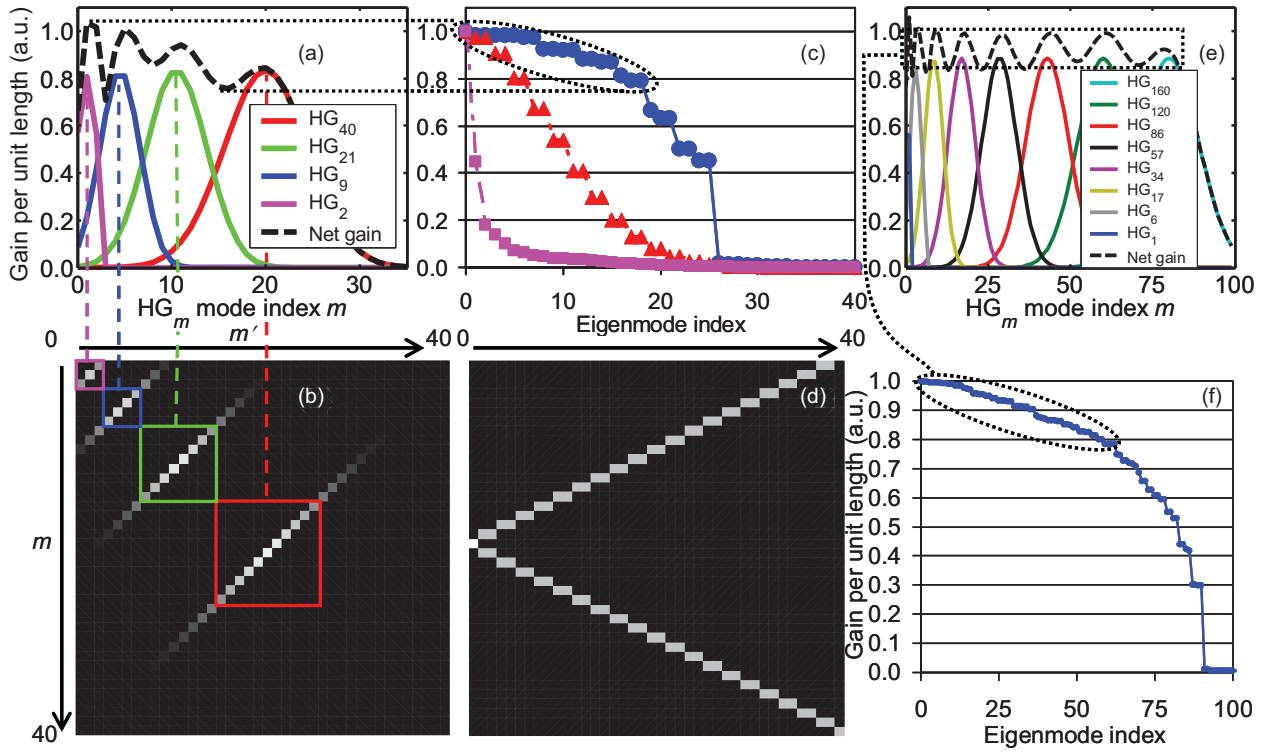 Gain per unit length (a.u.)
1.0
0.8
0.6
0.4
0.2
0.0
(a)
HG40
HG21
HG9
HG2
Net gain
0 10 20 30
HGm mode index m
1.0
0.8
0.6
0.4
0.2
0.0
(c)
0 10 20 30 40
Eigenmode index
1.0
0.8
0.6
0.4
0.2
0.0
(e)
HG160
HG120
HG86
HG57
HG34
HG17
HG6
HG1
Net gain
0 25 50 75 100
HGm mode index m
0 m′ 40
(b)
m
40
0 40
(d)
Gain per unit length (a.u.)
1.0
0.9
0.8
0.7
0.6
0.5
0.4
0.3
0.2
0.1
0.0
(f)
0 25 50 75 100
Eigenmode index